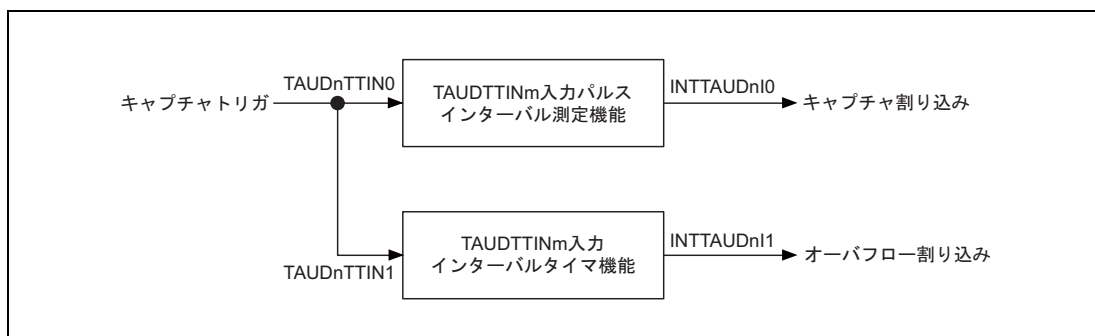 キャプチャトリガ
TAUDnTTIN0
TAUDTTINm入力パルス
インターバル測定機能
INTTAUDnI0
キャプチャ割り込み
TAUDnTTIN1
TAUDTTINm入力
インターバルタイマ機能
INTTAUDnI1
オーバフロー割り込み